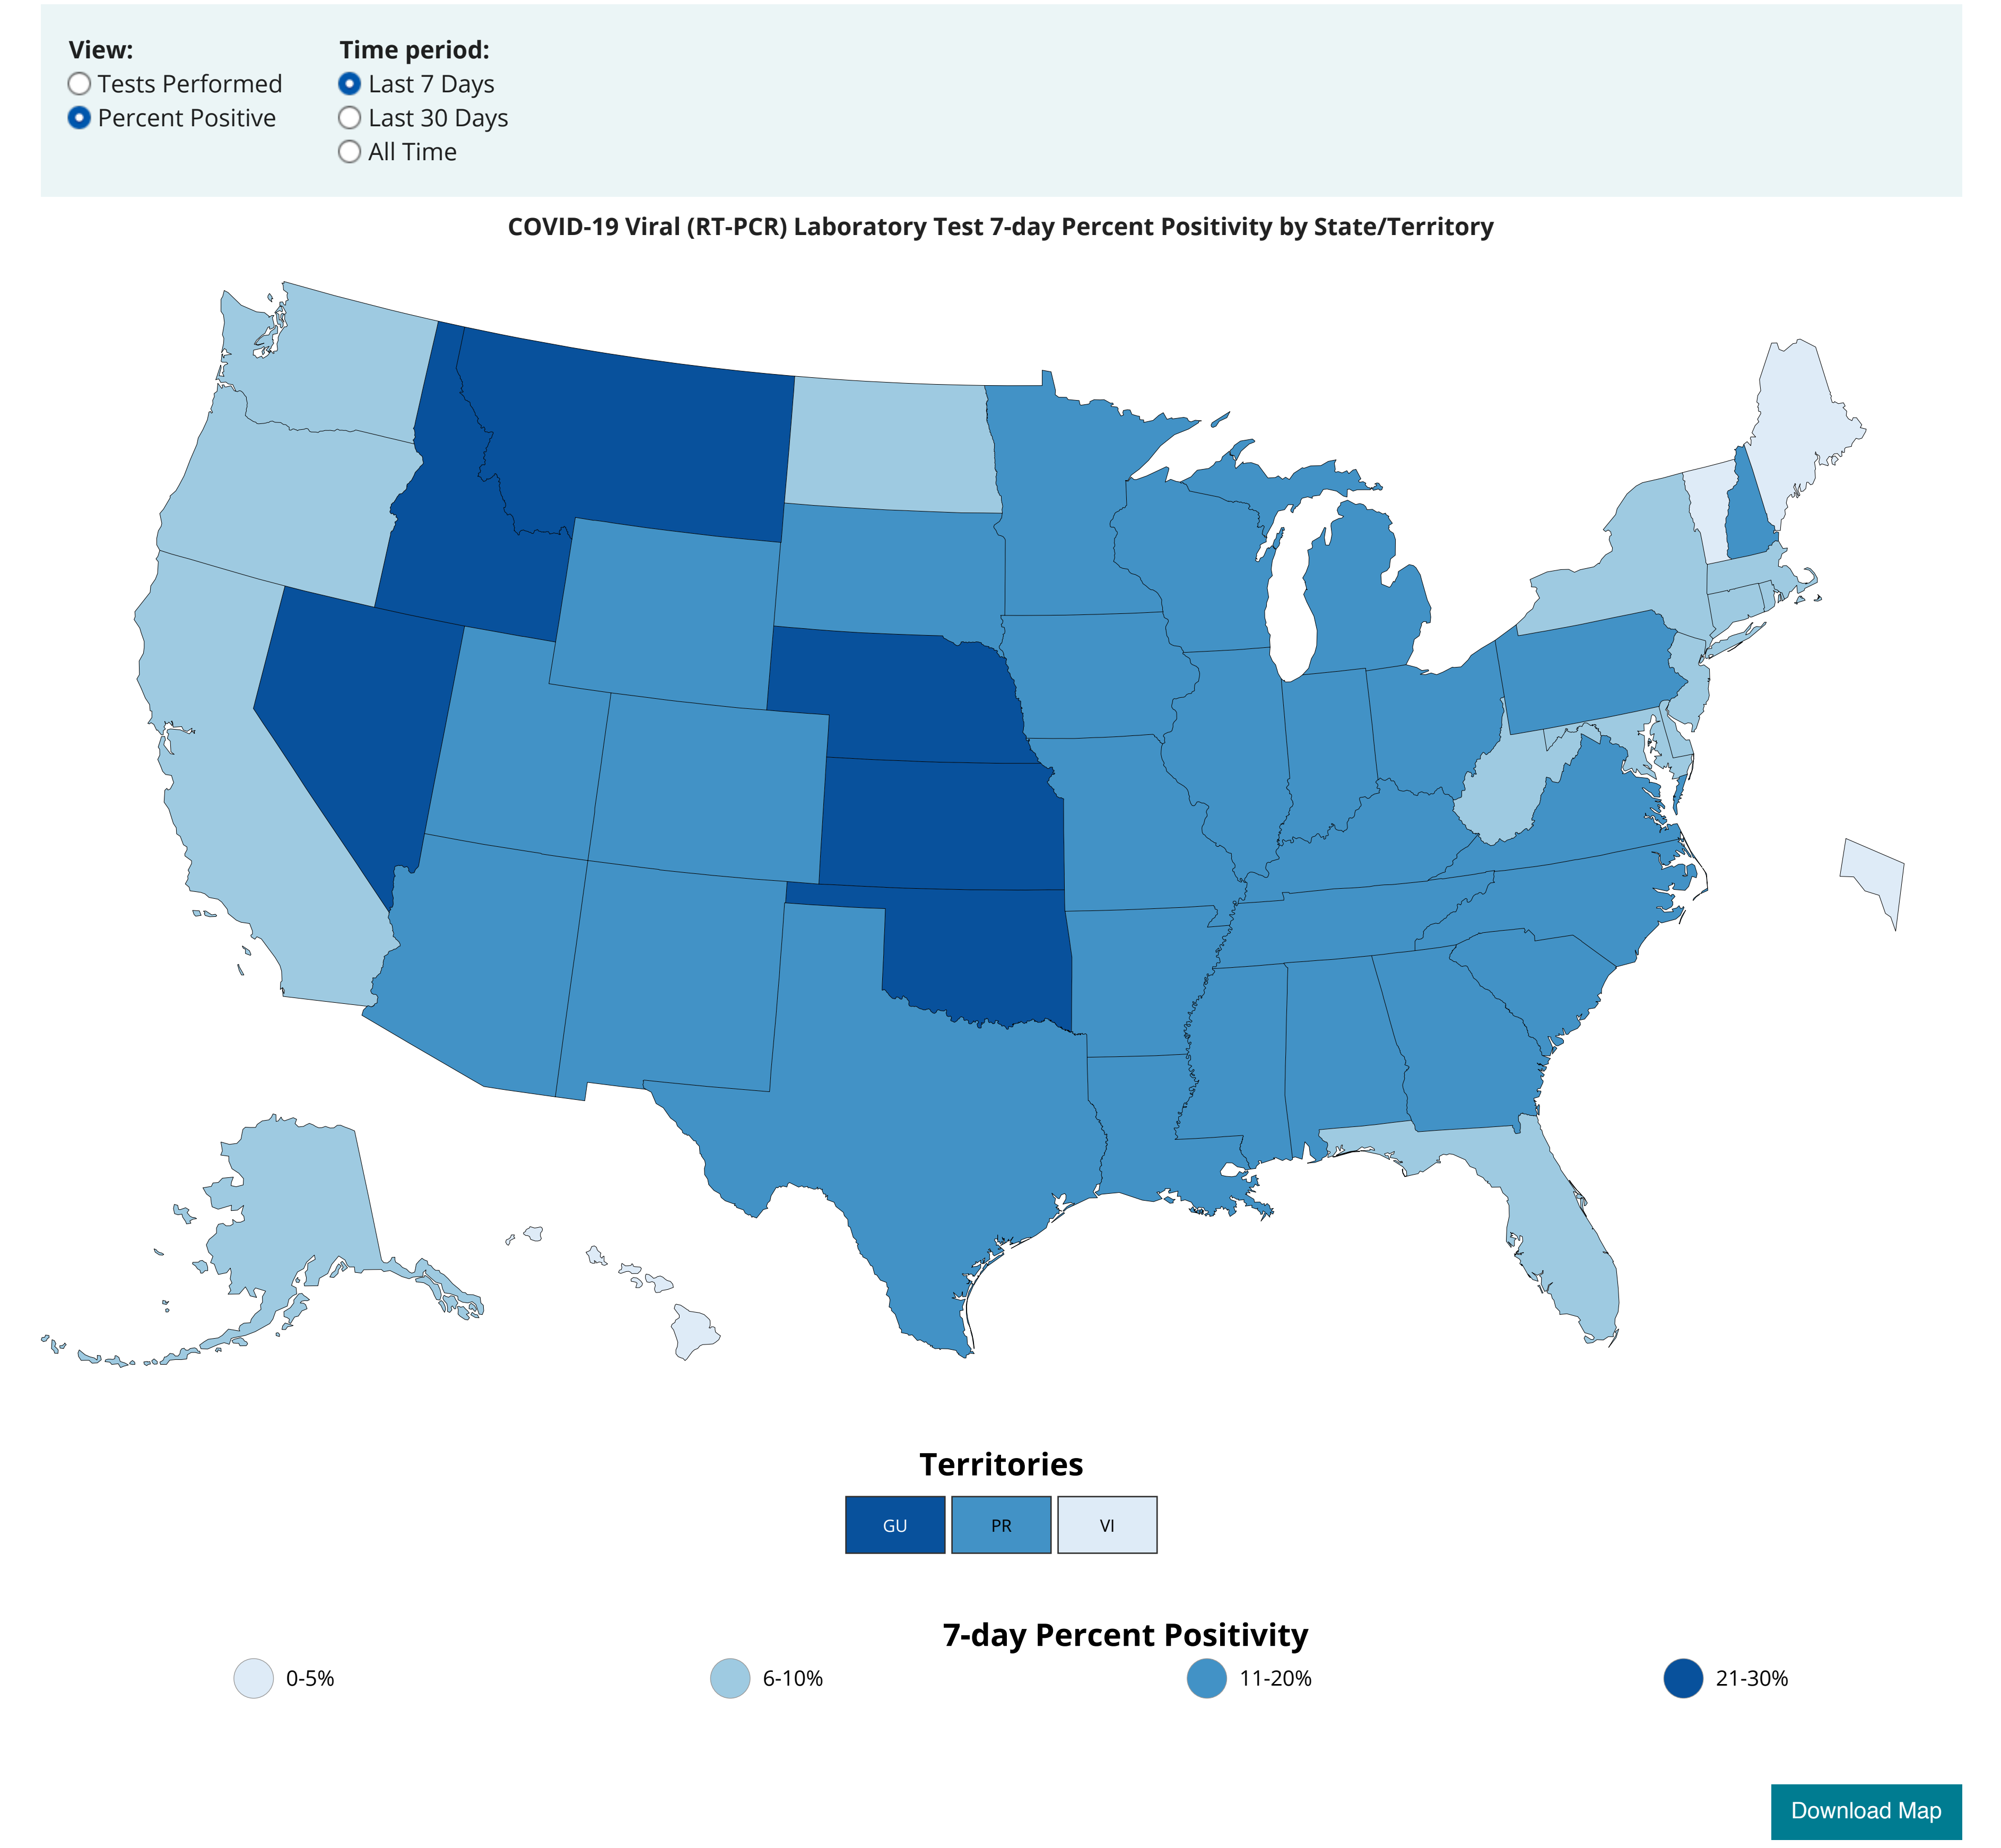 View:
Tests Performed
Percent Positive
Time period:
Last 7 Days
Last 30 Days
All Time
COVID-19 Viral (RT-PCR) Laboratory Test 7-day Percent Positivity by State/Territory
Territories
GU PR VI
7-day Percent Positivity
0-5% 6-10% 11-20% 21-30%
Download Map